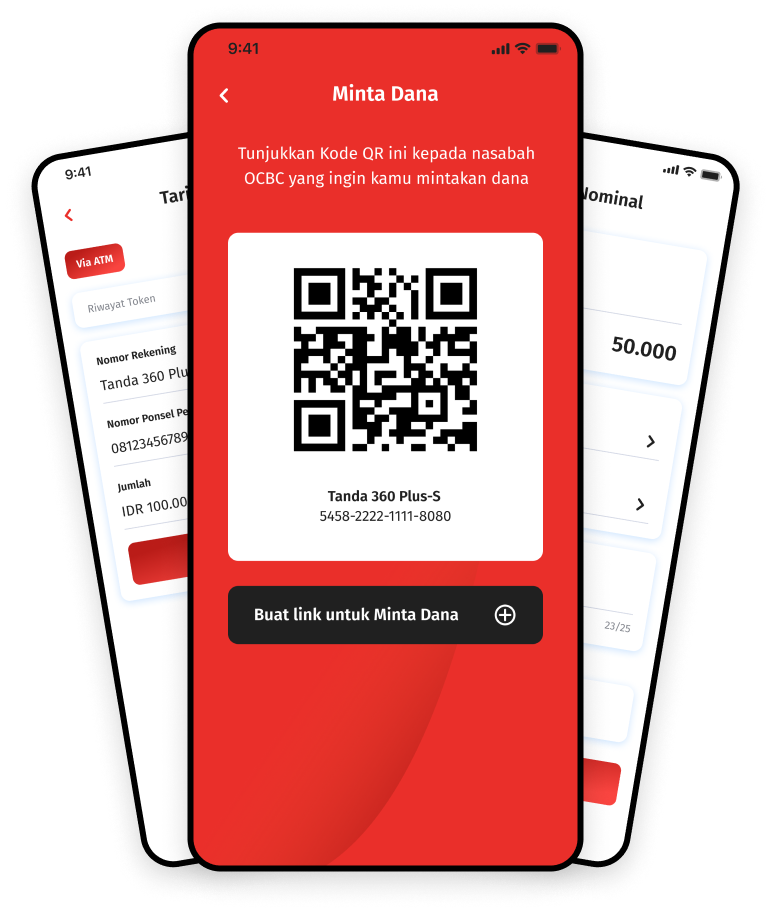 9:41
Minta Dana
Tunjukkan Kode QR ini kepada nasabah
OCBC yang ingin kamu mintakan dana
Tanda 360 Plus-S
5458-2222-1111-8080
Buat link untuk Minta Dana
9:41
Tari
Via ATM
Riwayat Token
Nomor Rekening
Tanda 360 Plu
Nomor Ponsel Pe
08123456789
Jumlah
IDR 100.00
Nominal
50.000
23/25